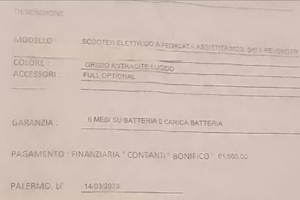 DESCRIZIONE
MODELLO : SCOOTER ELETTRICO A PEDALATA ASSISTITA MOD.
COLORE : GRIGIO ANTRACITE LUCIDO
ACCESSORI : FULL OPTIONAL
GARANZIA : 6 MESI SU BATTERIA E CARICA BATTERIA
PAGAMENTO : FINANZIARIA * CONTANTI * BONIFICO * €1.500,00
PALERMO, LI' 14-03/2023